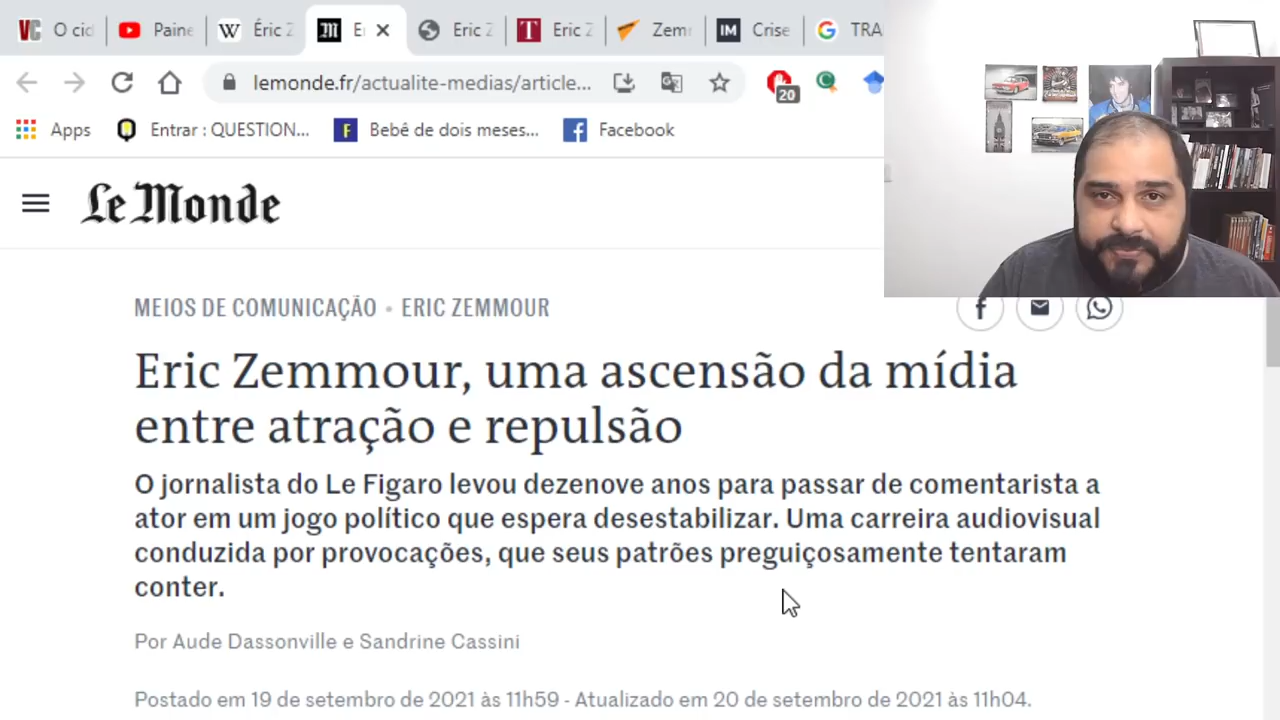 O cic
Paine
Éric Z
E
Eric Z
Eric Z
Zemr
Crise
TRA
lemonde.fr/actualite-medias/article...
20
Apps
Entrar : QUESTION...
Bebê de dois meses...
Facebook
Le Monde
MEIOS DE COMUNICAÇÃO • ERIC ZEMMOUR
Eric Zemmour, uma ascensão da mídia
entre atração e repulsão
O jornalista do Le Figaro levou dezenove anos para passar de comentarista a
ator em um jogo político que espera desestabilizar. Uma carreira audiovisual
conduzida por provocações, que seus patrões preguiçosamente tentaram
conter.
Por Aude Dassonville e Sandrine Cassini
Postado em 19 de setembro de 2021 às 11h59 - Atualizado em 20 de setembro de 2021 às 11h04.